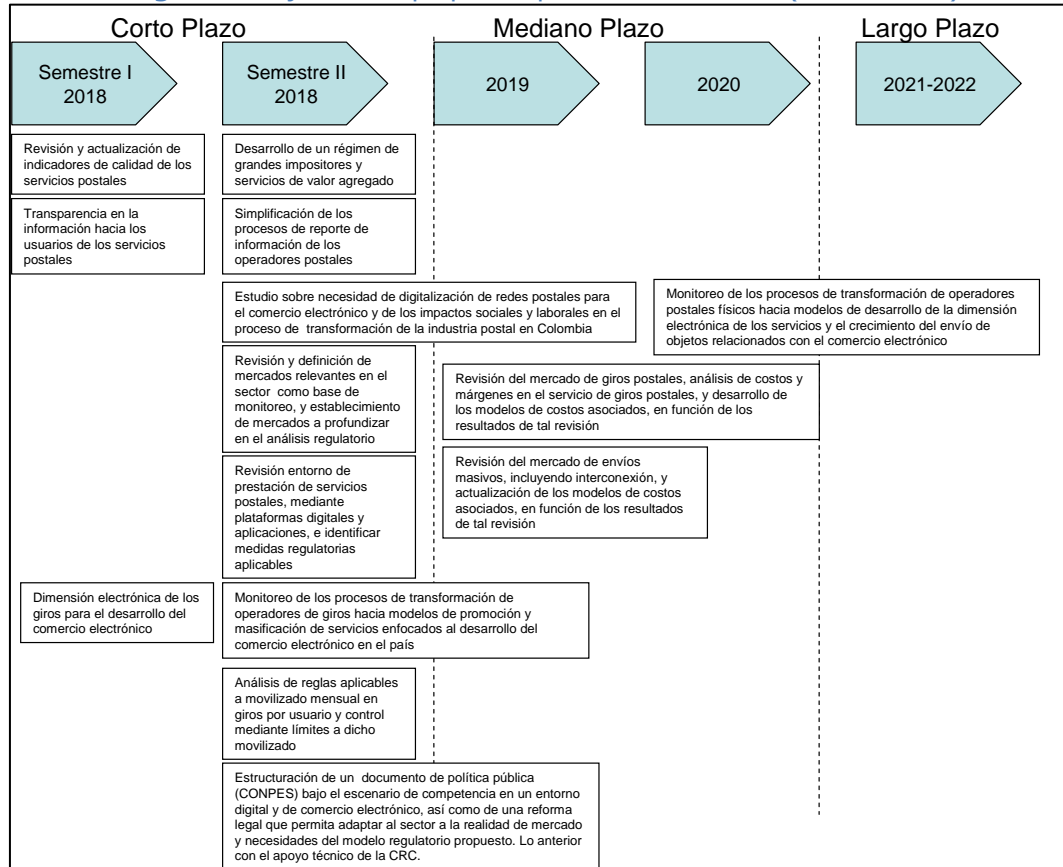 Corto Plazo
Mediano Plazo
Largo Plazo
Semestre I
2018
Semestre II
2018
2019
2020
2021-2022
Revisión y actualización de
indicadores de calidad de los
servicios postales
Desarrollo de un régimen de
grandes impositores y
servicios de valor agregado
Transparencia en la
información hacia los
usuarios de los servicios
postales
Simplificación de los
procesos de reporte de
información de los
operadores postales
Estudio sobre necesidad de digitalización de redes postales para
el comercio electrónico y de los impactos sociales y laborales en el
proceso de transformación de la industria postal en Colombia
Monitoreo de los procesos de transformación de operadores
postales físicos hacia modelos de desarrollo de la dimensión
electrónica de los servicios y el crecimiento del envío de
objetos relacionados con el comercio electrónico
Revisión y definición de
mercados relevantes en el
sector como base de
monitoreo, y establecimiento
de mercados a profundizar
en el análisis regulatorio
Revisión del mercado de giros postales, análisis de costos y
márgenes en el servicio de giros postales, y desarrollo de
los modelos de costos asociados, en función de los
resultados de tal revisión
Revisión entorno de
prestación de servicios
postales, mediante
plataformas digitales y
aplicaciones, e identificar
medidas regulatorias
aplicables
Revisión del mercado de envíos
masivos, incluyendo interconexión, y
actualización de los modelos de costos
asociados, en función de los resultados
de tal revisión
Dimensión electrónica de los
giros para el desarrollo del
comercio electrónico
Monitoreo de los procesos de transformación de
operadores de giros hacia modelos de promoción y
masificación de servicios enfocados al desarrollo del
comercio electrónico en el país
Análisis de reglas aplicables
a movilizado mensual en
giros por usuario y control
mediante límites a dicho
movilizado
Estructuración de un documento de política pública
(CONPES) bajo el escenario de competencia en un entorno
digital y de comercio electrónico, así como de una reforma
legal que permita adaptar al sector a la realidad de mercado
y necesidades del modelo regulatorio propuesto. Lo anterior
con el apoyo técnico de la CRC.